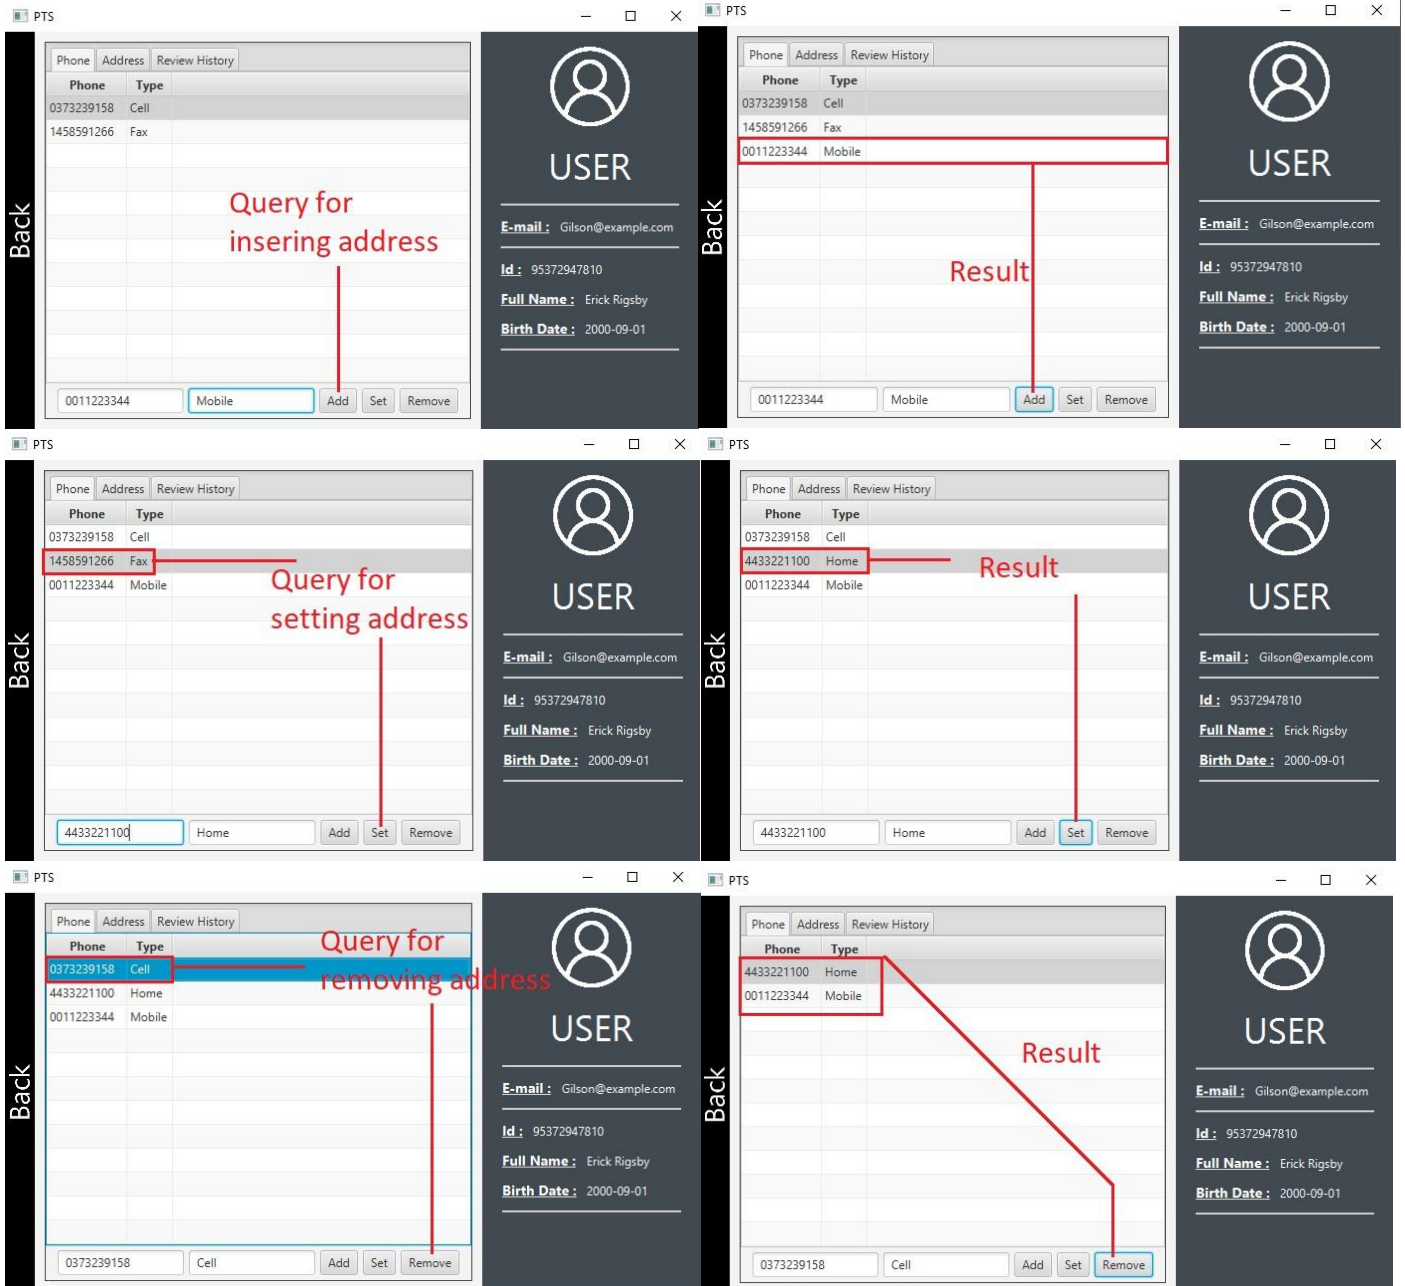 PTS
Phone Address Review History
Phone Type
0373239158 Cell
1458591266 Fax
Query for
insering address
0011223344 Mobile Add Set Remove
Back
USER
E-mail : Gilson@example.com
Id : 95372947810
Full Name : Erick Rigsby
Birth Date : 2000-09-01
PTS
Phone Address Review History
Phone Type
0373239158 Cell
1458591266 Fax
0011223344 Mobile
Result
0011223344 Mobile Add Set Remove
Back
USER
E-mail : Gilson@example.com
Id : 95372947810
Full Name : Erick Rigsby
Birth Date : 2000-09-01
PTS
Phone Address Review History
Phone Type
0373239158 Cell
1458591266 Fax
0011223344 Mobile
Query for
setting address
4433221100 Home Add Set Remove
Back
USER
E-mail : Gilson@example.com
Id : 95372947810
Full Name : Erick Rigsby
Birth Date : 2000-09-01
PTS
Phone Address Review History
Phone Type
0373239158 Cell
4433221100 Home
0011223344 Mobile
Result
4433221100 Home Add Set Remove
Back
USER
E-mail : Gilson@example.com
Id : 95372947810
Full Name : Erick Rigsby
Birth Date : 2000-09-01
PTS
Phone Address Review History
Phone Type
0373239158 Cell
4433221100 Home
0011223344 Mobile
Query for
removing address
0373239158 Cell Add Set Remove
Back
USER
E-mail : Gilson@example.com
Id : 95372947810
Full Name : Erick Rigsby
Birth Date : 2000-09-01
PTS
Phone Address Review History
Phone Type
4433221100 Home
0011223344 Mobile
Result
0373239158 Cell Add Set Remove
Back
USER
E-mail : Gilson@example.com
Id : 95372947810
Full Name : Erick Rigsby
Birth Date : 2000-09-01